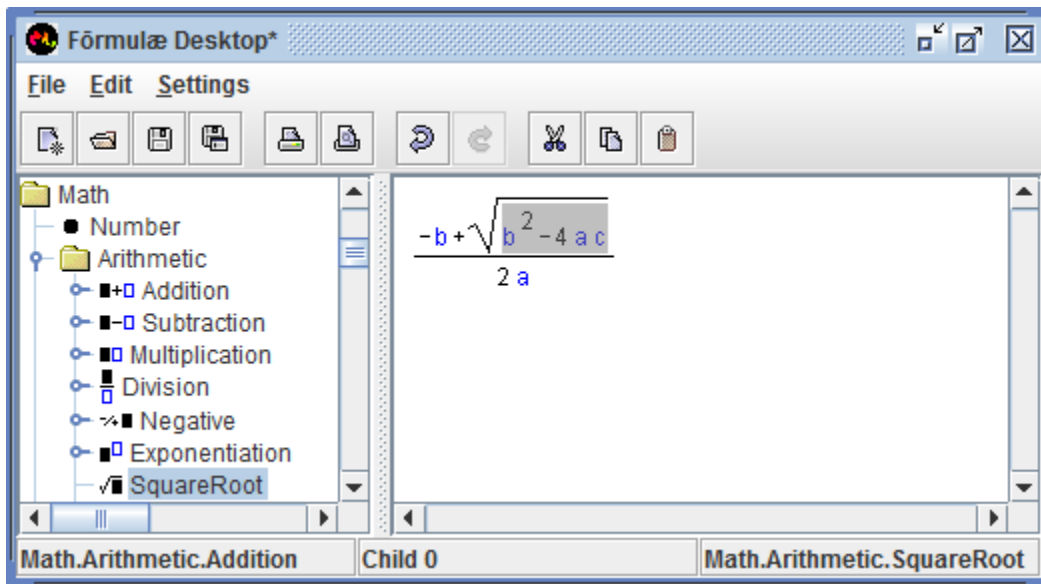 Fōrmulæ Desktop*
File Edit Settings
Math
Number
Arithmetic
Addition
Subtraction
Multiplication
Division
Negative
Exponentiation
SquareRoot
-b+√b²-4 a c
2 a
Math.Arithmetic.Addition Child 0 Math.Arithmetic.SquareRoot